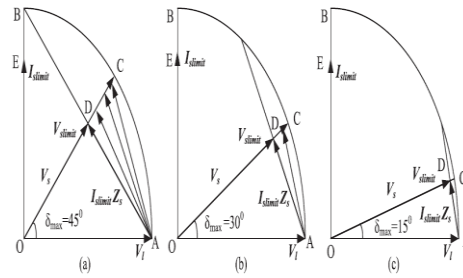 B
E
I_slimit
C
D
V_slimit
V_s
I_slimit Z_s
δ_max=45⁰
O
V_l
A
(a)
B
E
I_slimit
D
C
V_slimit
V_s
I_slimit Z_s
δ_max=30⁰
O
V_l
A
(b)
B
E
I_slimit
D
V_slimit
C
V_s
I_slimit Z_s
δ_max=15⁰
O
V_l
A
(c)